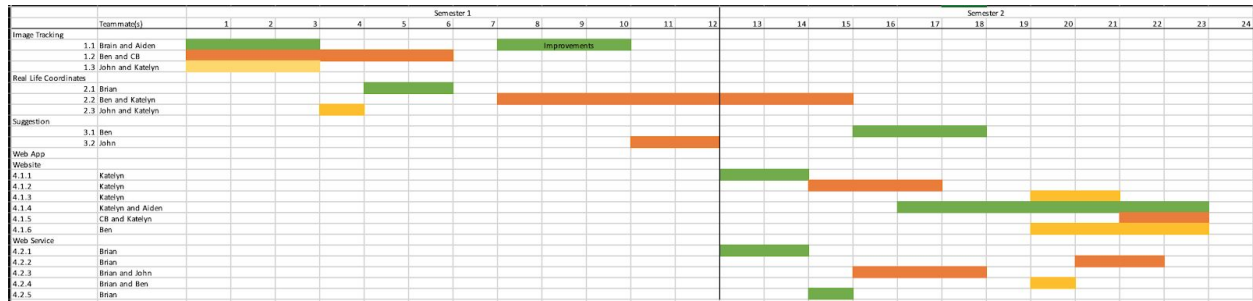 Semester 1 Semester 2
Teammate(s) 1 2 3 4 5 6 7 8 9 10 11 12 13 14 15 16 17 18 19 20 21 22 23 24
Image Tracking
1.1 Brain and Aiden Improvements
1.2 Ben and CB
1.3 John and Katelyn
Real Life Coordinates
2.1 Brian
2.2 Ben and Katelyn
2.3 John and Katelyn
Suggestion
3.1 Ben
3.2 John
Web App
Website
4.1.1 Katelyn
4.1.2 Katelyn
4.1.3 Katelyn
4.1.4 Katelyn and Aiden
4.1.5 CB and Katelyn
4.1.6 Ben
Web Service
4.2.1 Brian
4.2.2 Brian
4.2.3 Brian and John
4.2.4 Brian and Ben
4.2.5 Brian